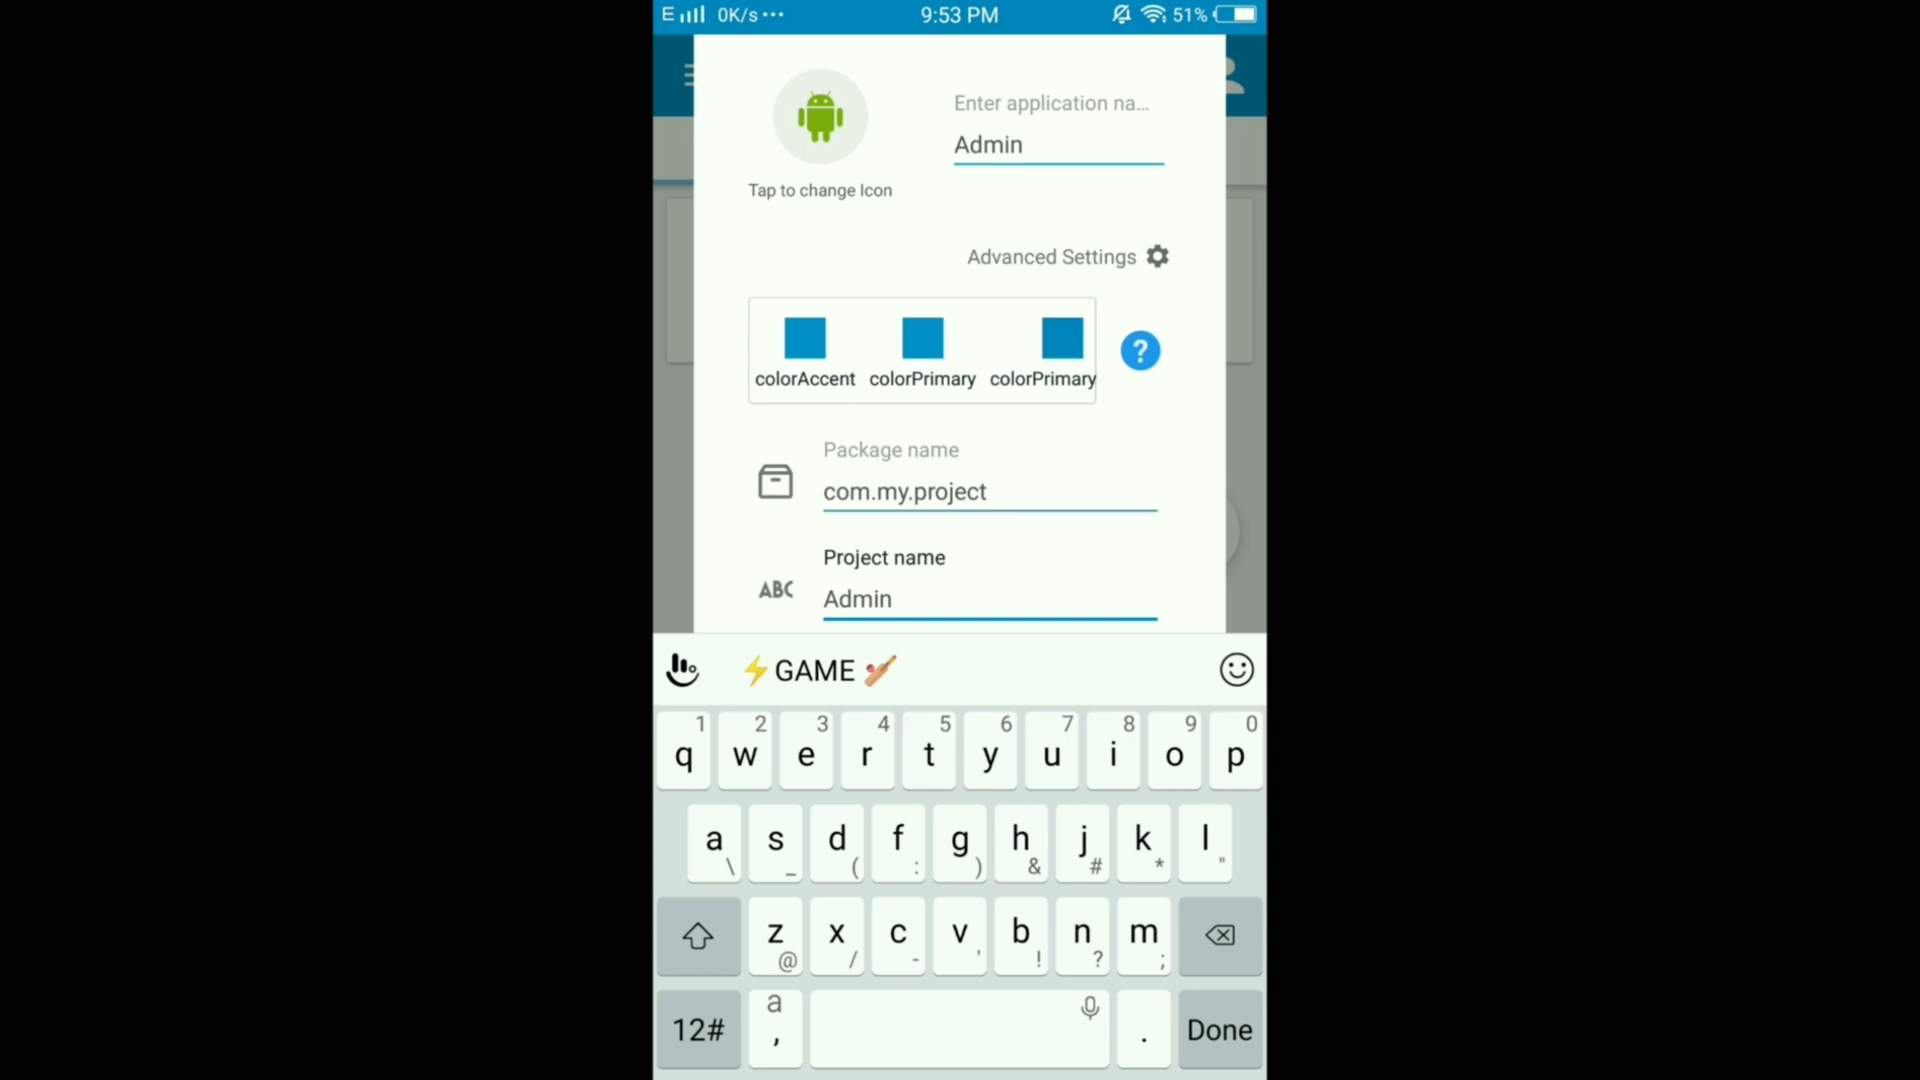 E 0K/s... 9:53 PM 51%
Enter application na...
Admin
Tap to change Icon
Advanced Settings
?
colorAccent colorPrimary colorPrimary
Package name
com.my.project
Project name
ABC
Admin
⚡GAME 🏏
1 2 3 4 5 6 7 8 9 0
q w e r t y u i o p
a s d f g h j k l
\ _ ( : ) & # * "
z x c v b n m
@ / - ' ! ? ;
a
12# , . Done